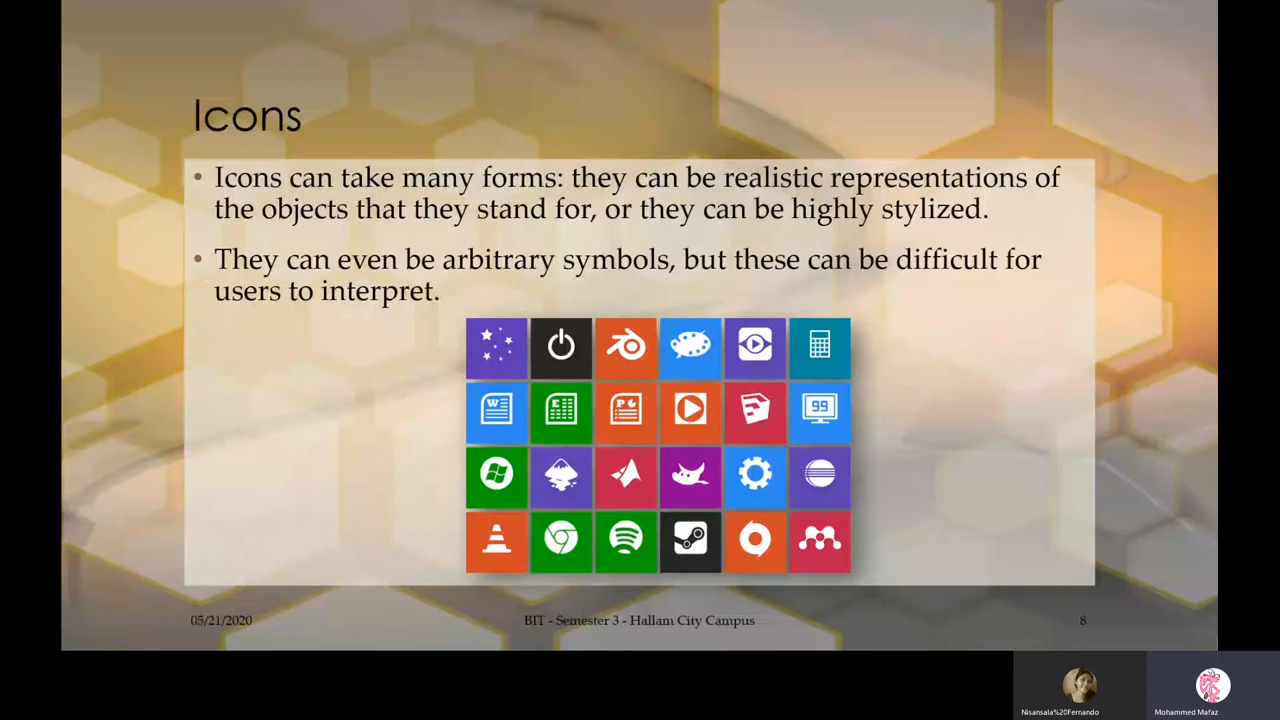 Icons
• Icons can take many forms: they can be realistic representations of
the objects that they stand for, or they can be highly stylized.
• They can even be arbitrary symbols, but these can be difficult for
users to interpret.
W
E
P
99
05/21/2020
BIT - Semester 3 - Hallam City Campus
8
Nisansala%20Fernando
Mohammed Mafaz